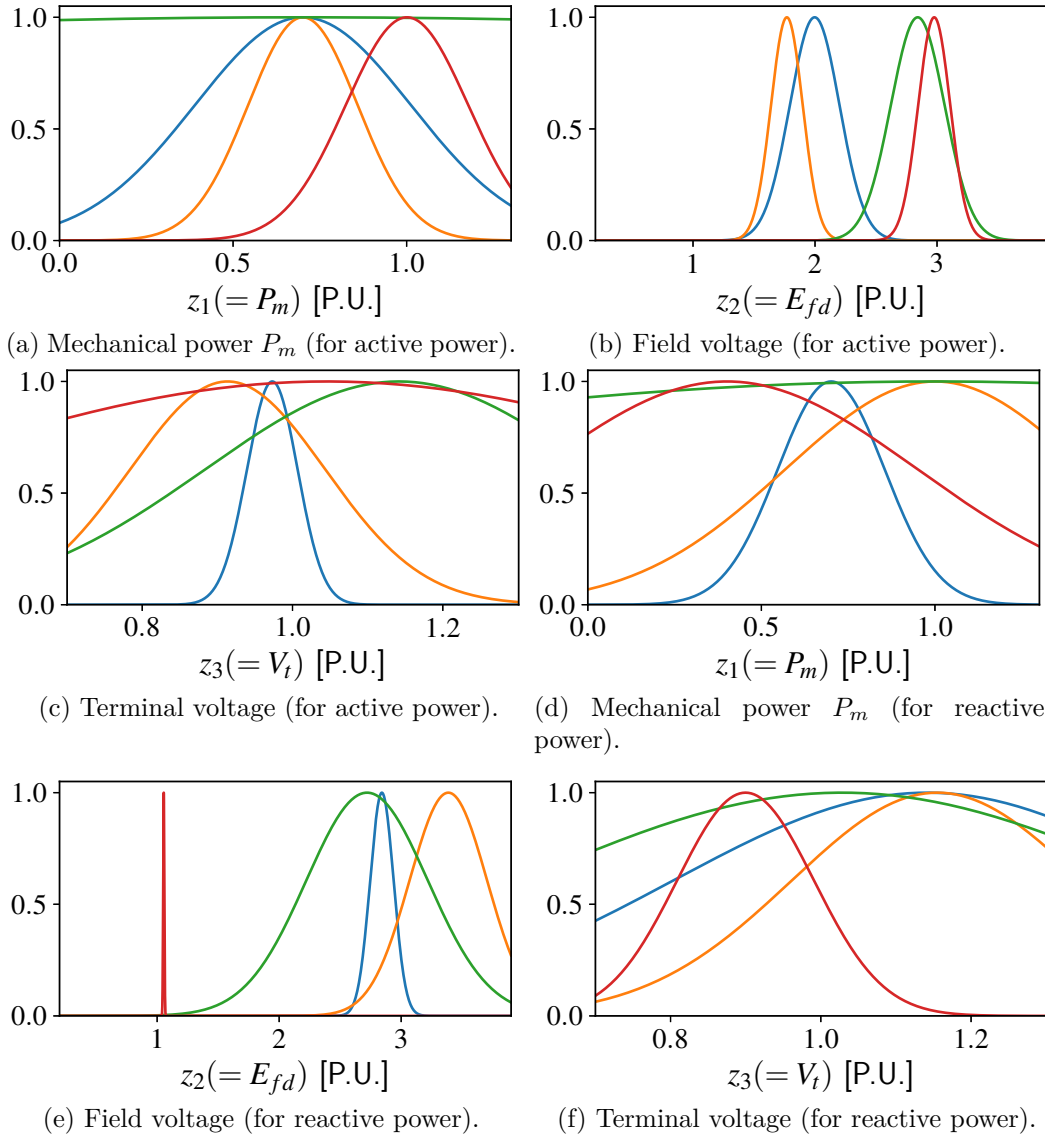 1.0
0.5
0.0
0.0 0.5 1.0
z₁(= Pₘ) [P.U.]
(a) Mechanical power Pₘ (for active power).
1.0
0.5
0.0
1 2 3
z₂(= E_{fd}) [P.U.]
(b) Field voltage (for active power).
1.0
0.5
0.0
0.8 1.0 1.2
z₃(= Vₜ) [P.U.]
(c) Terminal voltage (for active power).
1.0
0.5
0.0
0.0 0.5 1.0
z₁(= Pₘ) [P.U.]
(d) Mechanical power Pₘ (for reactive
power).
1.0
0.5
0.0
1 2 3
z₂(= E_{fd}) [P.U.]
(e) Field voltage (for reactive power).
1.0
0.5
0.0
0.8 1.0 1.2
z₃(= Vₜ) [P.U.]
(f) Terminal voltage (for reactive power).